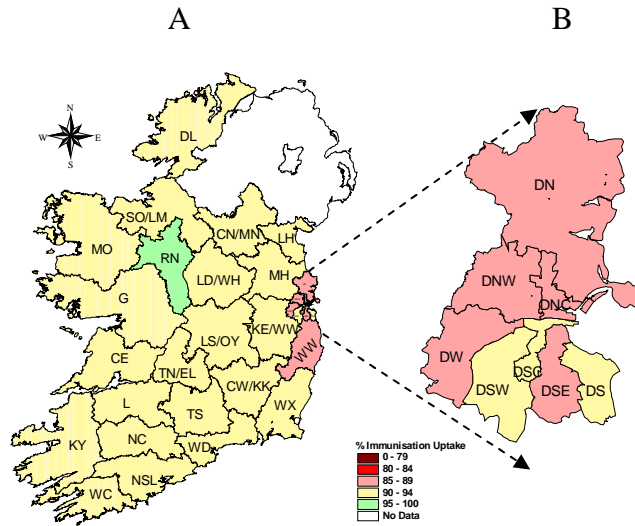 A
B
N
W E
S
DL
DN
SO/LM
CN/MN
LH
MO
RN
MH
LD/WH
DNW
DNC
G
LS/OY
KE/WW
WW
DW
CE
TN/EL
DSC
DSW
DSE
DS
CW/KK
L
TS
WX
KY
NC
WD
NSL
WC
% Immunisation Uptake
0 - 79
80 - 84
85 - 89
90 - 94
95 - 100
No Data